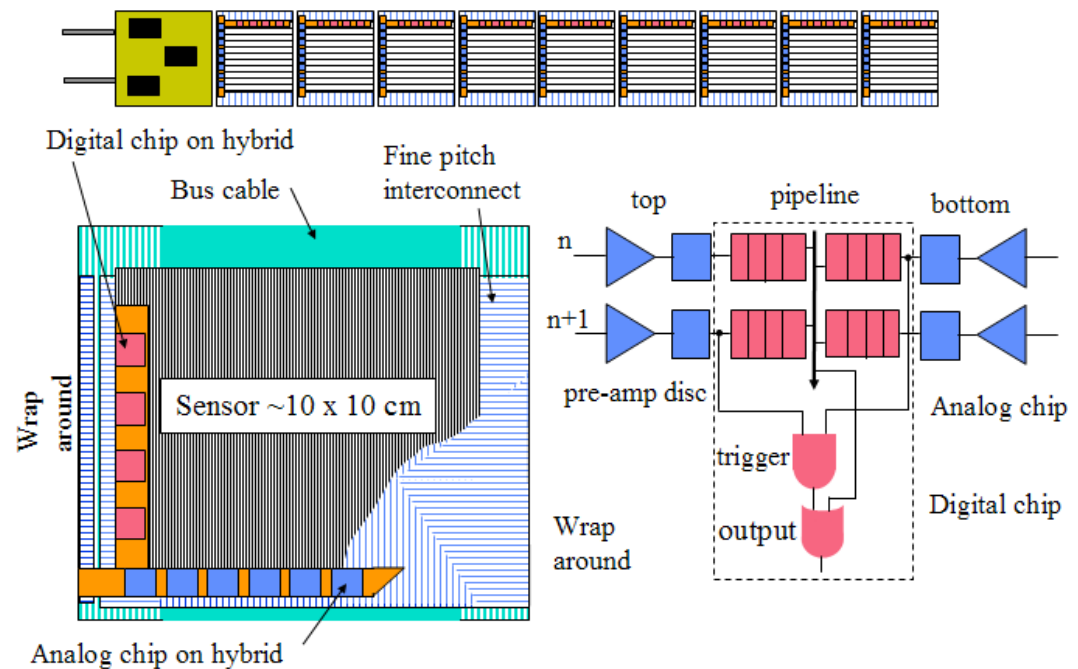 Digital chip on hybrid
Bus cable
Fine pitch
interconnect
Wrap
around
Sensor ~10 x 10 cm
Analog chip on hybrid
top
pipeline
bottom
n
n+1
pre-amp disc
Analog chip
trigger
Digital chip
output
Wrap
around